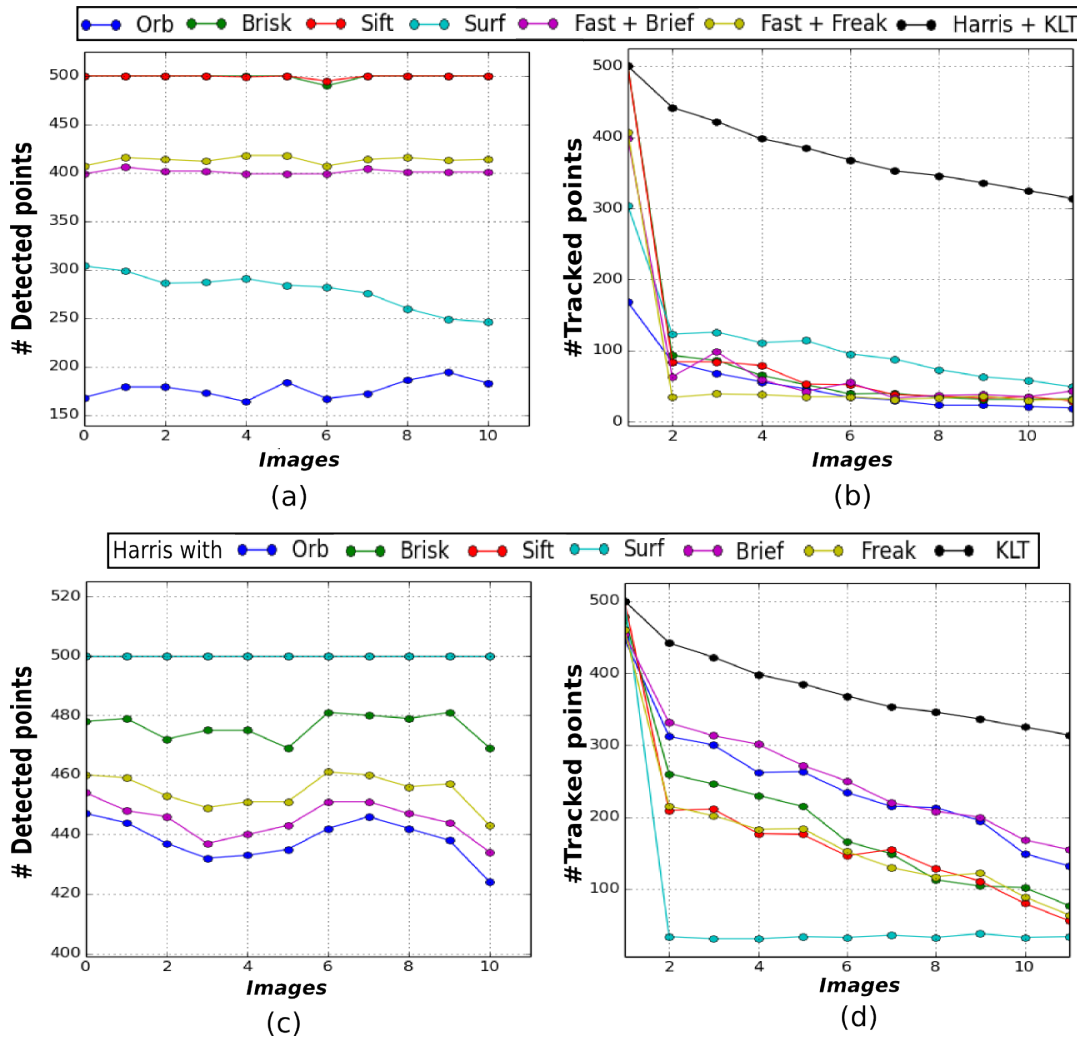 Orb Brisk Sift Surf Fast + Brief Fast + Freak Harris + KLT
# Detected points
500
450
400
350
300
250
200
150
0 2 4 6 8 10
Images
(a)
#Tracked points
500
400
300
200
100
0
2 4 6 8 10
Images
(b)
Harris with Orb Brisk Sift Surf Brief Freak KLT
# Detected points
520
500
480
460
440
420
400
0 2 4 6 8 10
Images
(c)
#Tracked points
500
400
300
200
100
2 4 6 8 10
Images
(d)